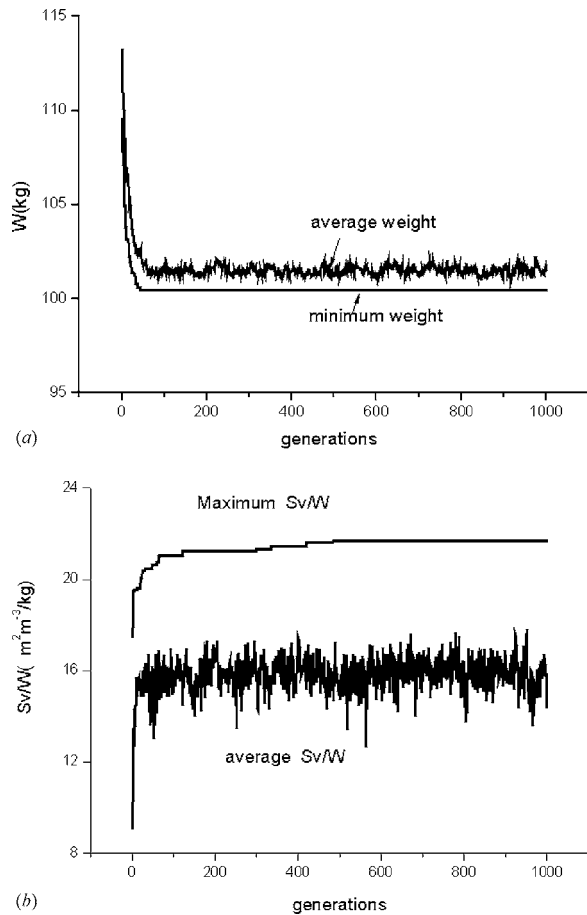 115
110
105
100
95
W(kg)
average weight
minimum weight
0 200 400 600 800 1000
(a) generations
24
20
16
12
8
Sv/W( m²m⁻³/kg)
Maximum Sv/W
average Sv/W
0 200 400 600 800 1000
(b) generations